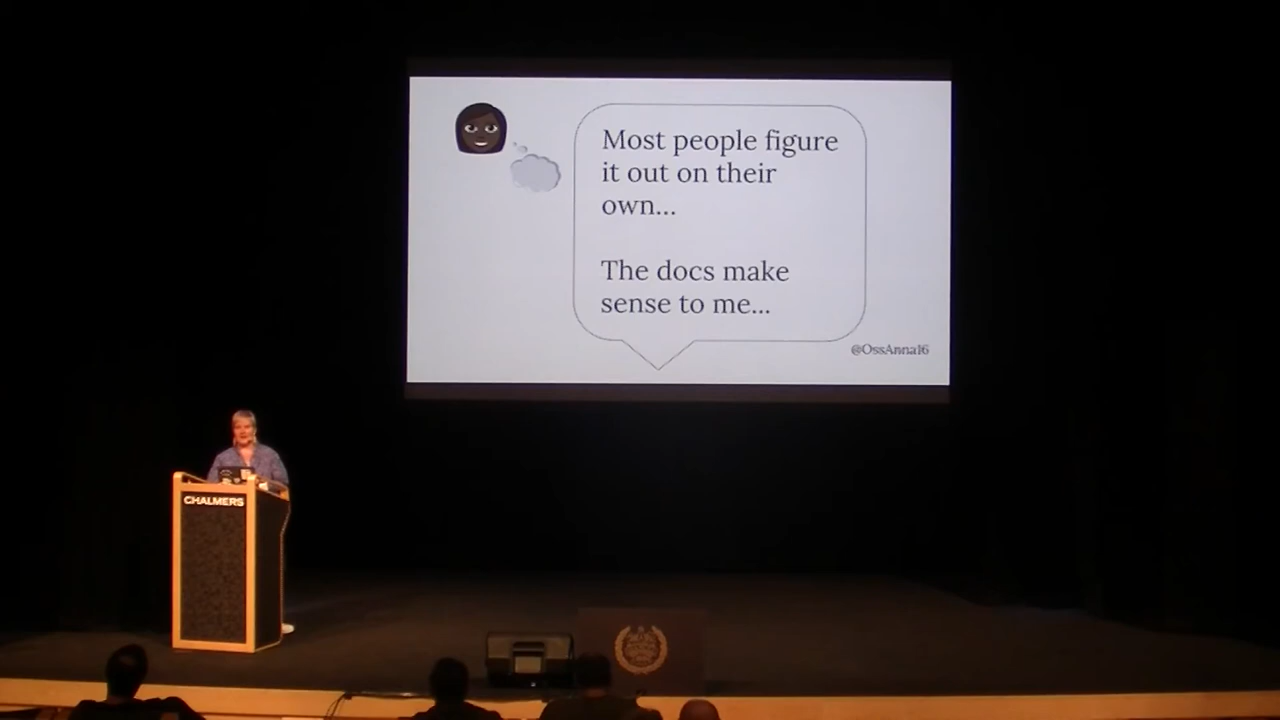 Most people figure
it out on their
own...
The docs make
sense to me...
@OssAnna16
CHALMERS